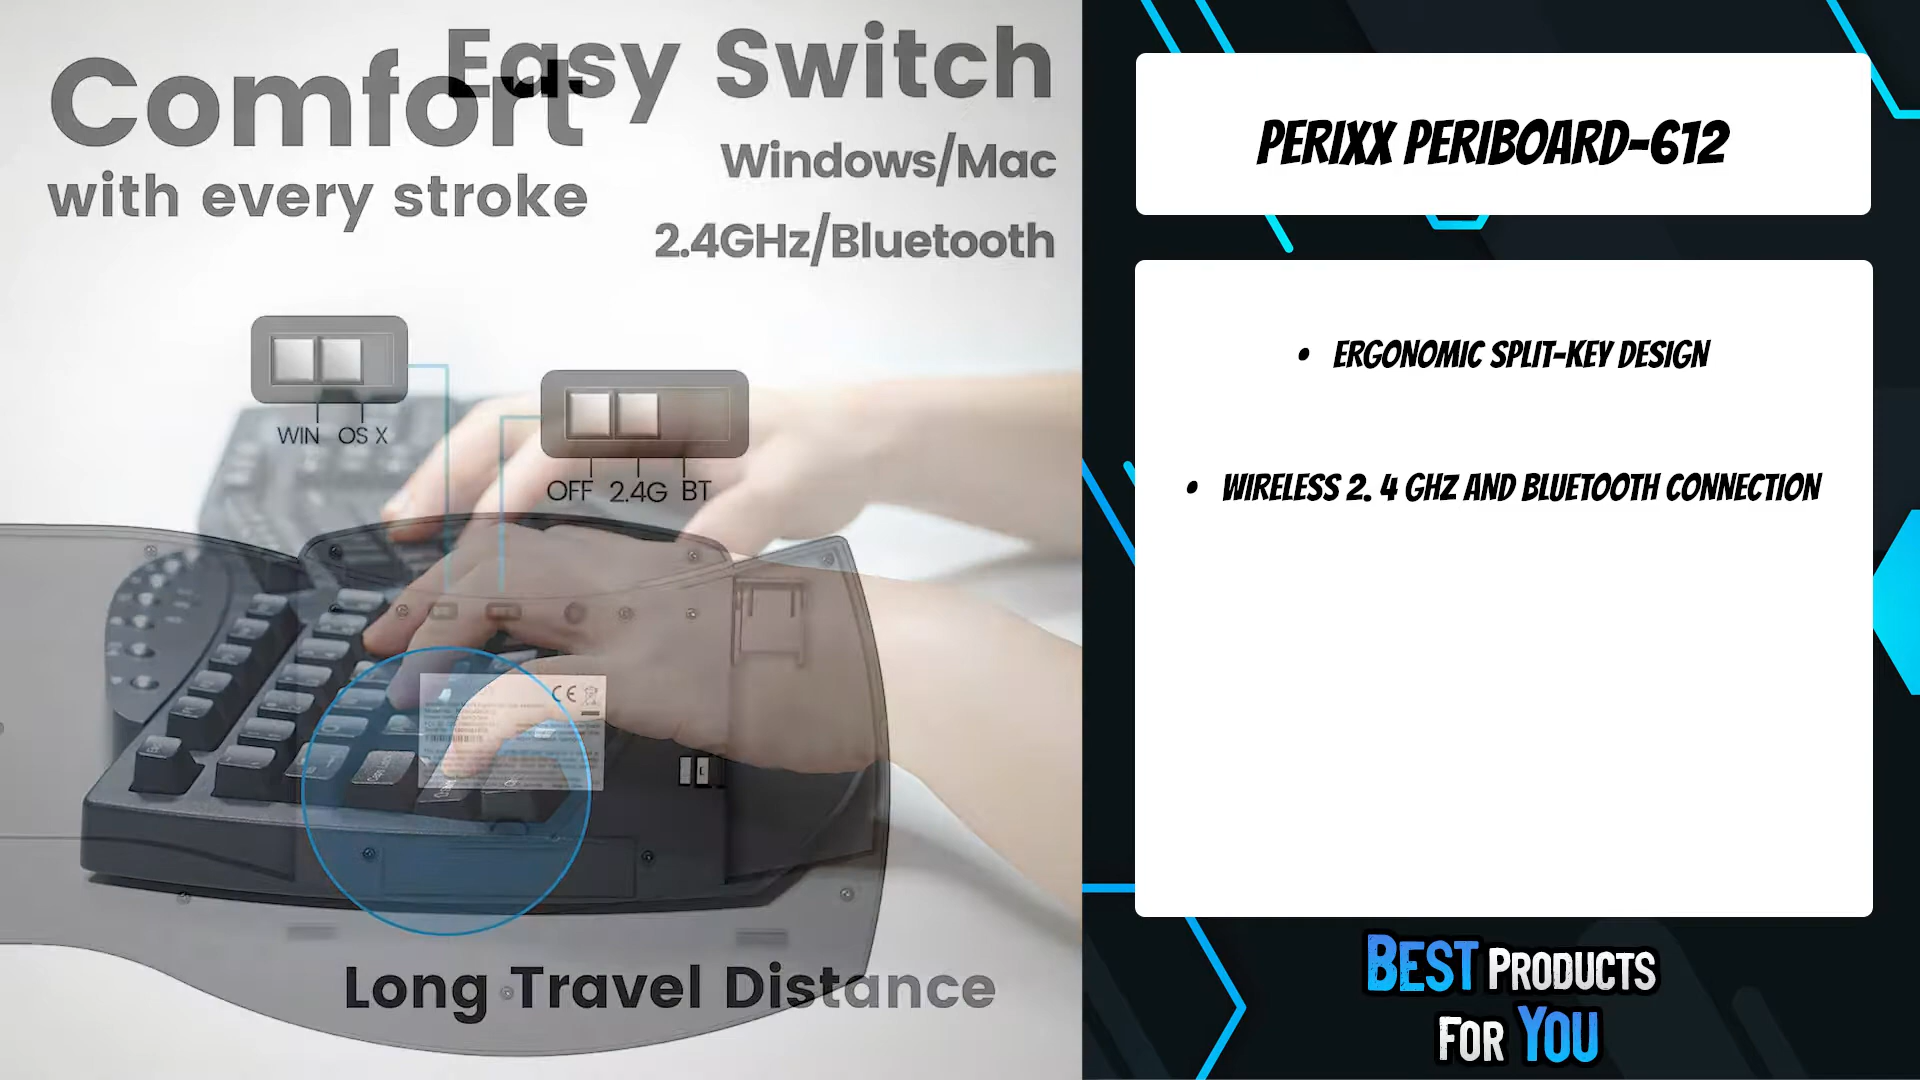 Comfort
with every stroke
Easy Switch
Windows/Mac
2.4GHz/Bluetooth
WIN OS X
OFF 2.4G BT
CE
Long Travel Distance
PERIXX PERIBOARD-612
• ERGONOMIC SPLIT-KEY DESIGN
• WIRELESS 2. 4 GHZ AND BLUETOOTH CONNECTION
BEST PRODUCTS
FOR YOU